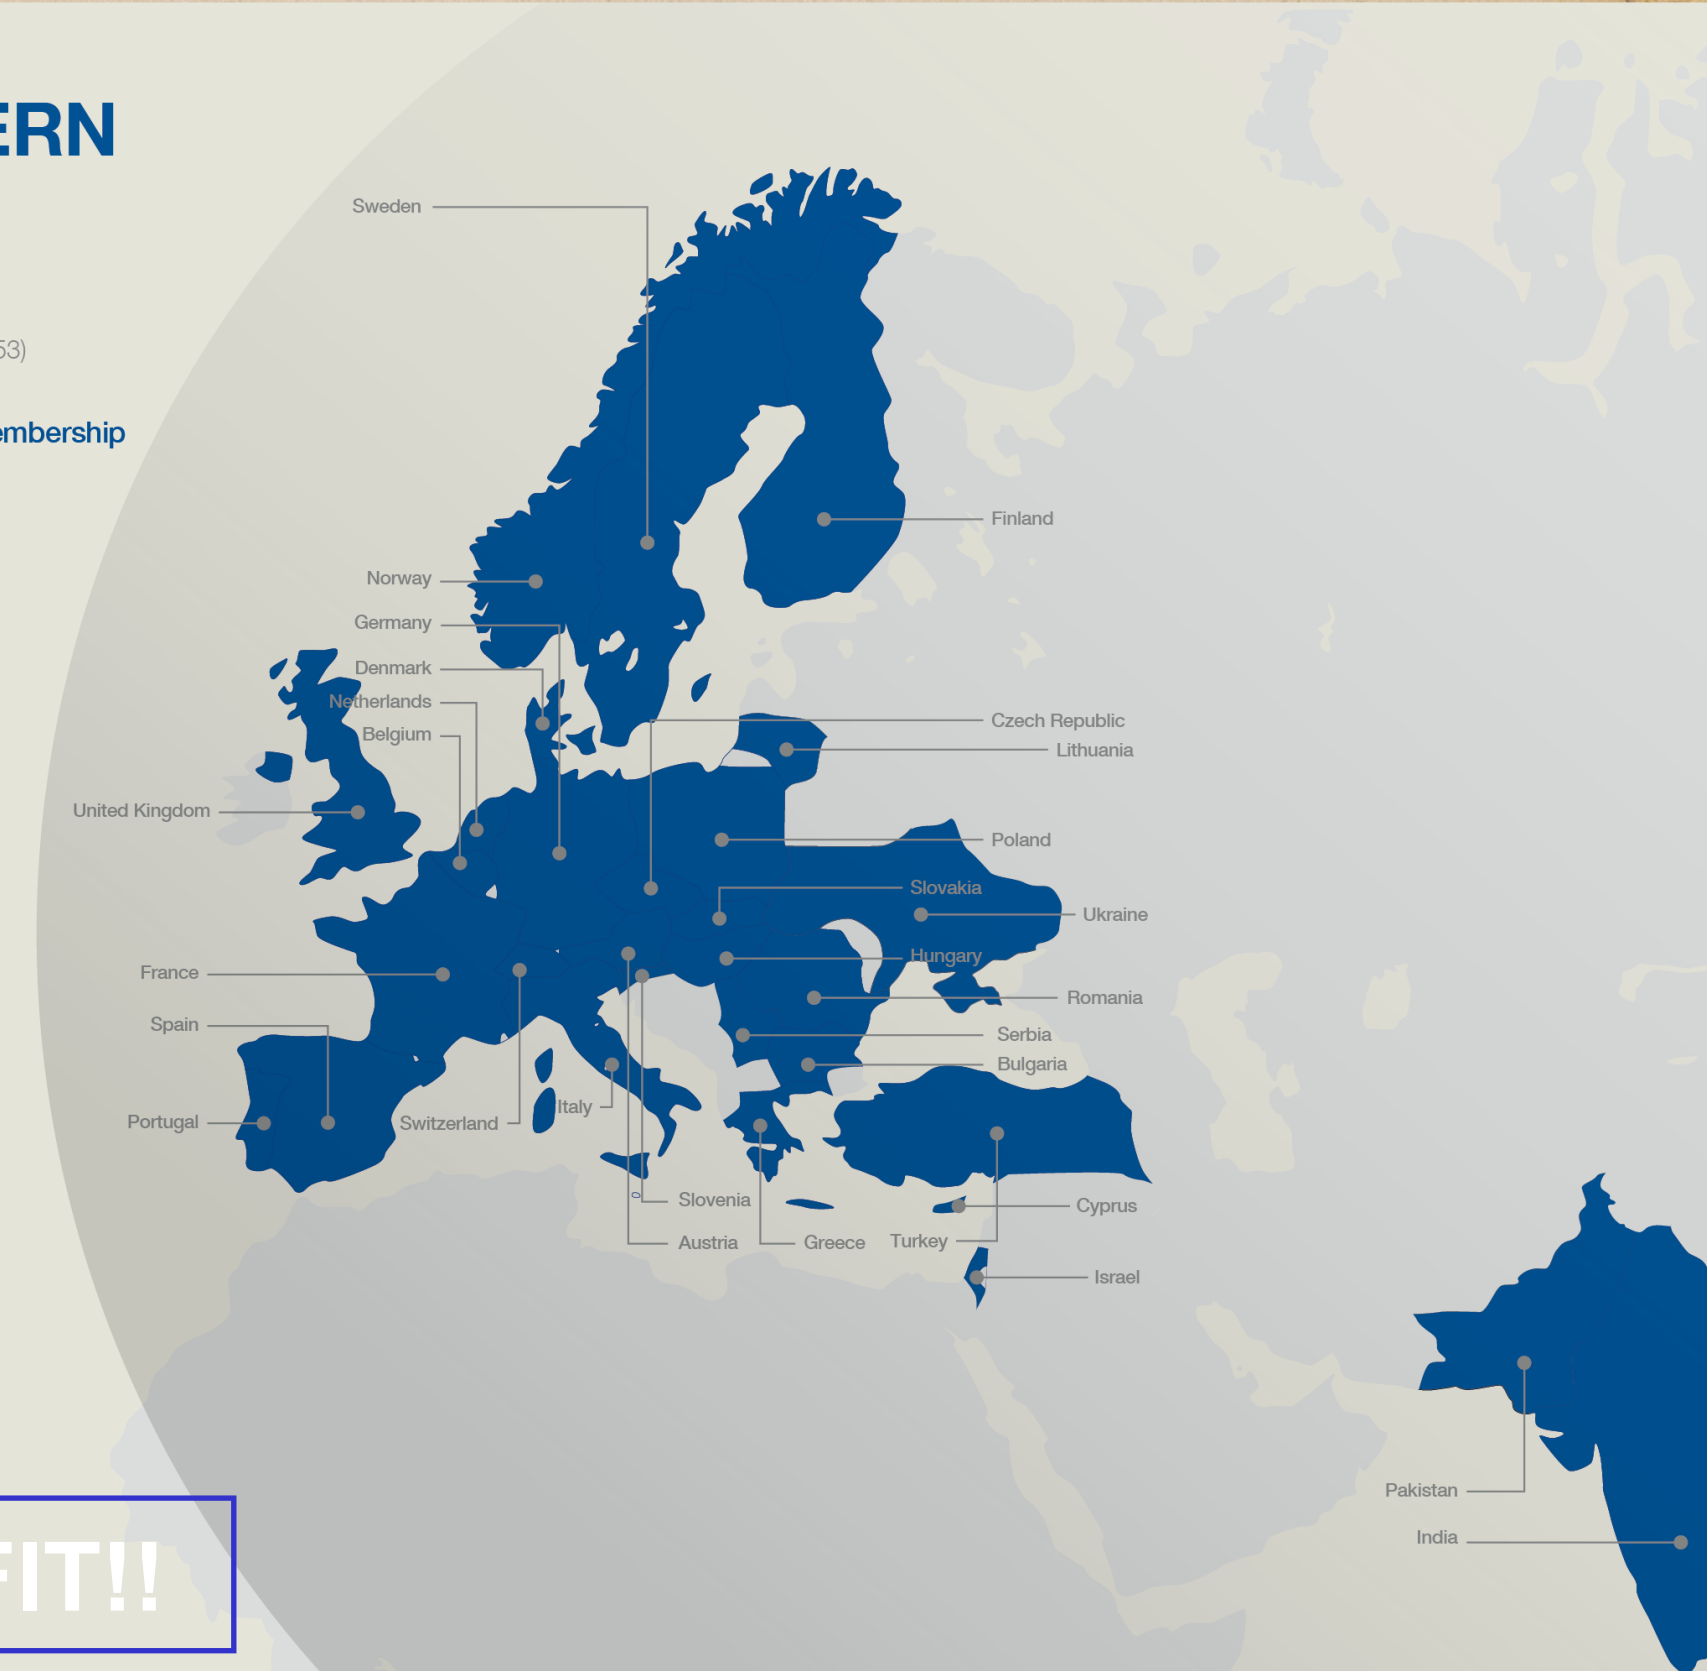 ERN
Sweden
53)
embership
Finland
Norway
Germany
Denmark
Netherlands
Belgium
Czech Republic
Lithuania
United Kingdom
Poland
Slovakia
Ukraine
Hungary
France
Romania
Spain
Serbia
Bulgaria
Italy
Portugal
Switzerland
Slovenia
Cyprus
Austria
Greece
Turkey
Israel
Pakistan
India
FIT!!